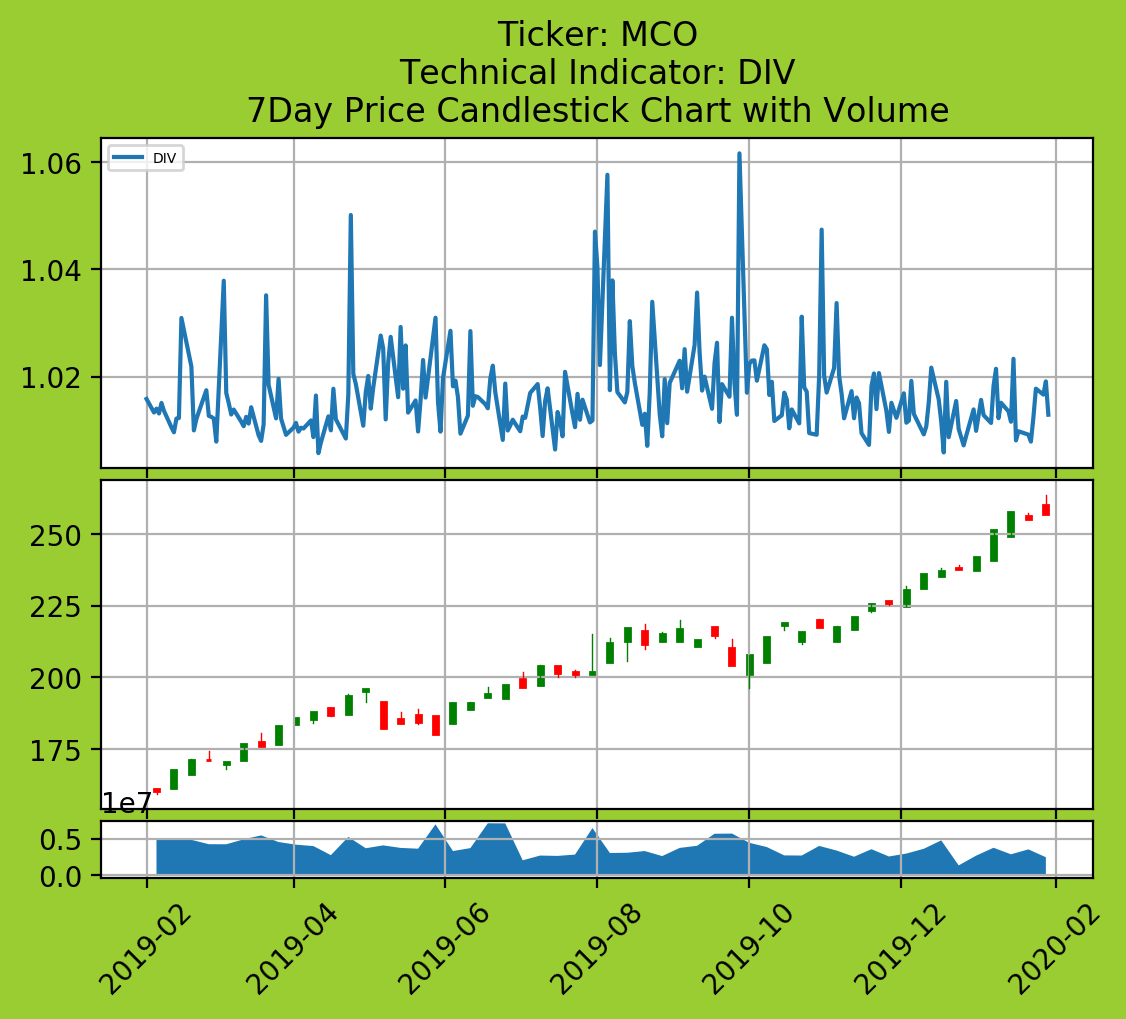 Ticker: MCO
Technical Indicator: DIV
7Day Price Candlestick Chart with Volume
DIV
1.06
1.04
1.02
250
225
200
175
1e7
0.5
0.0
2019-02 2019-04 2019-06 2019-08 2019-10 2019-12 2020-02